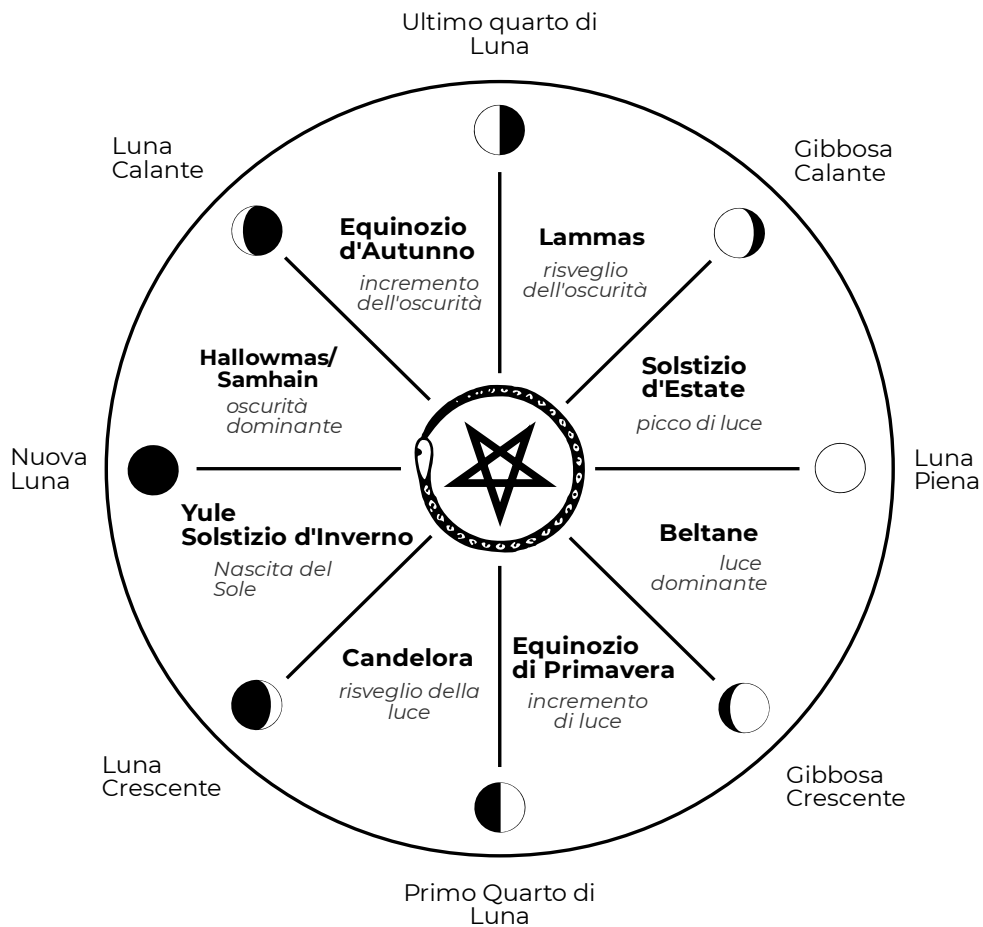 Ultimo quarto di
Luna
Luna
Calante
Gibbosa
Calante
Equinozio
d'Autunno
incremento
dell'oscurità
Lammas
risveglio
dell'oscurità
Hallowmas/
Samhain
oscurità
dominante
Solstizio
d'Estate
picco di luce
Nuova
Luna
Luna
Piena
Yule
Solstizio d'Inverno
Nascita del
Sole
Beltane
luce
dominante
Candelora
risveglio della
luce
Equinozio
di Primavera
incremento
di luce
Luna
Crescente
Gibbosa
Crescente
Primo Quarto di
Luna